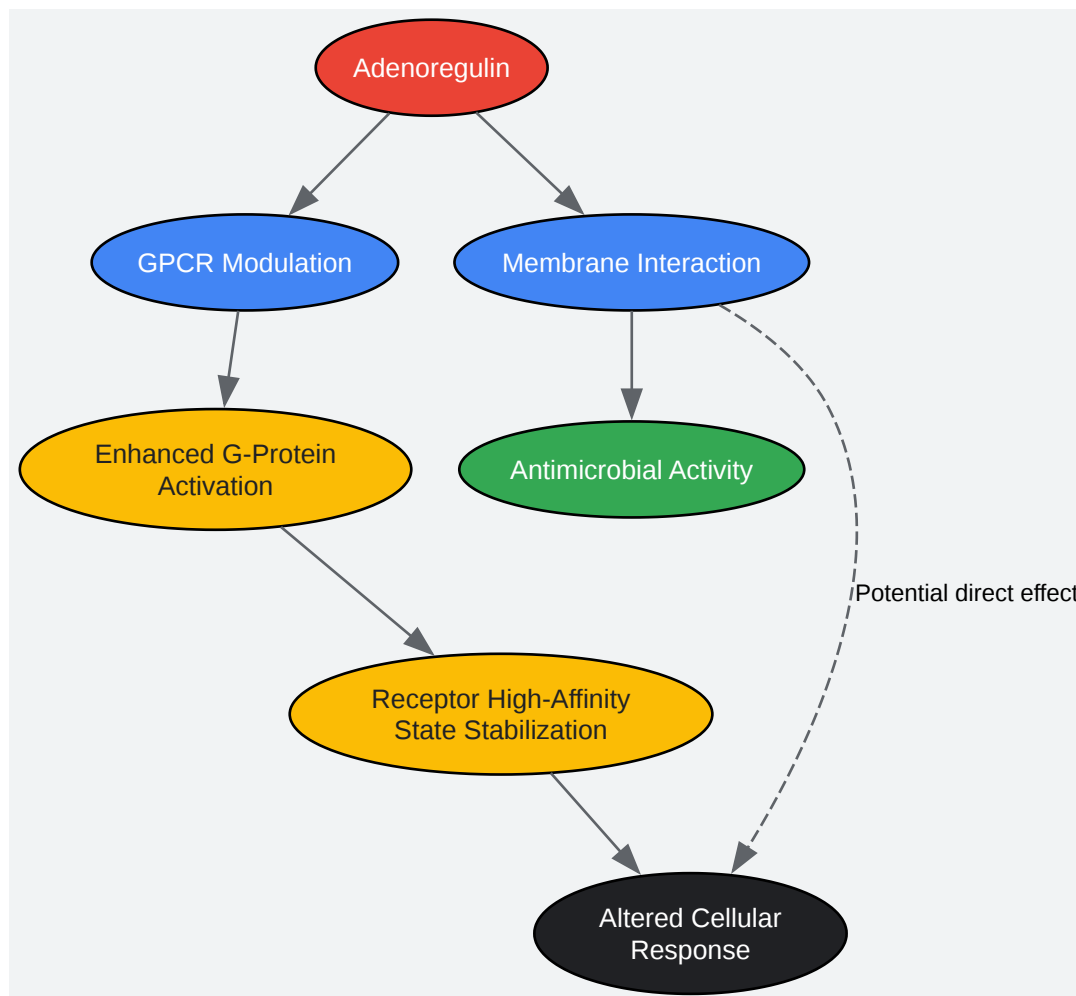 Adenoregulin
GPCR Modulation
Membrane Interaction
Enhanced G-Protein
Activation
Antimicrobial Activity
Potential direct effect
Receptor High-Affinity
State Stabilization
Altered Cellular
Response